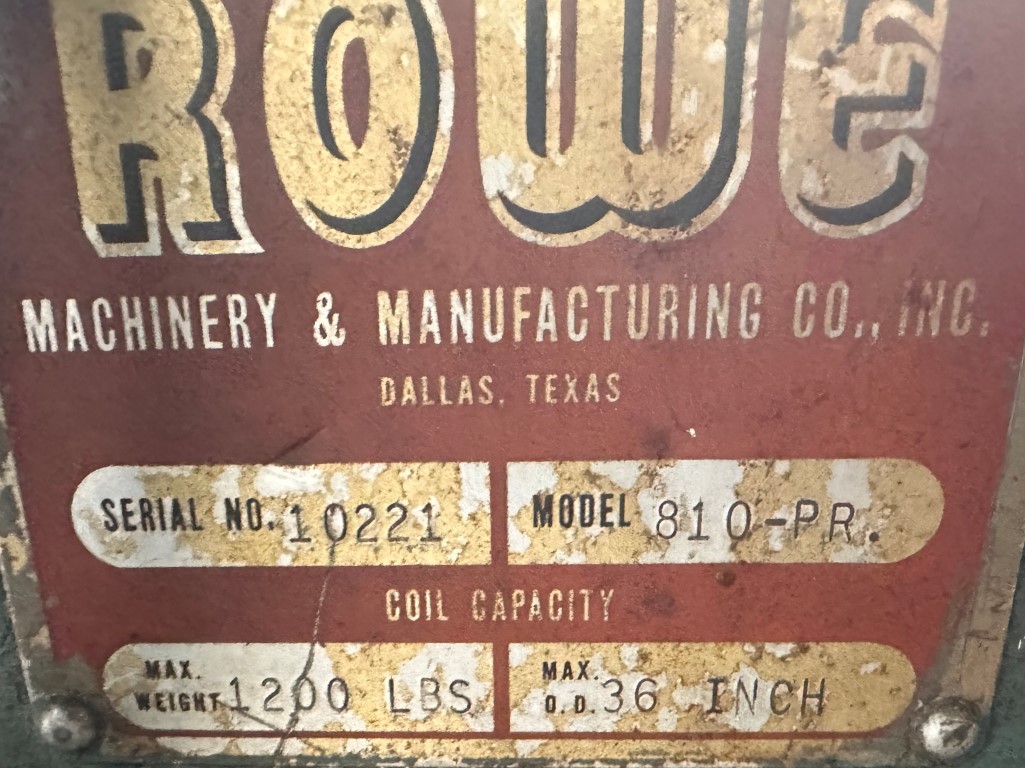 ROWE
MACHINERY & MANUFACTURING CO., INC.
DALLAS, TEXAS
SERIAL NO. 10221 MODEL 810-PR.
COIL CAPACITY
MAX. WEIGHT 1200 LBS MAX. O.D. 36 INCH